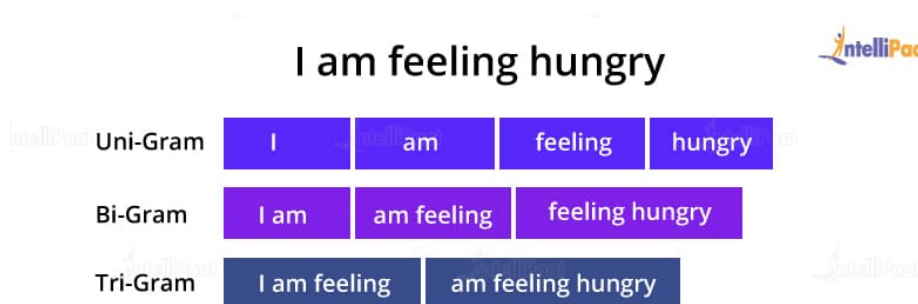 I am feeling hungry
Uni-Gram I am feeling hungry
Bi-Gram I am am feeling feeling hungry
Tri-Gram I am feeling am feeling hungry